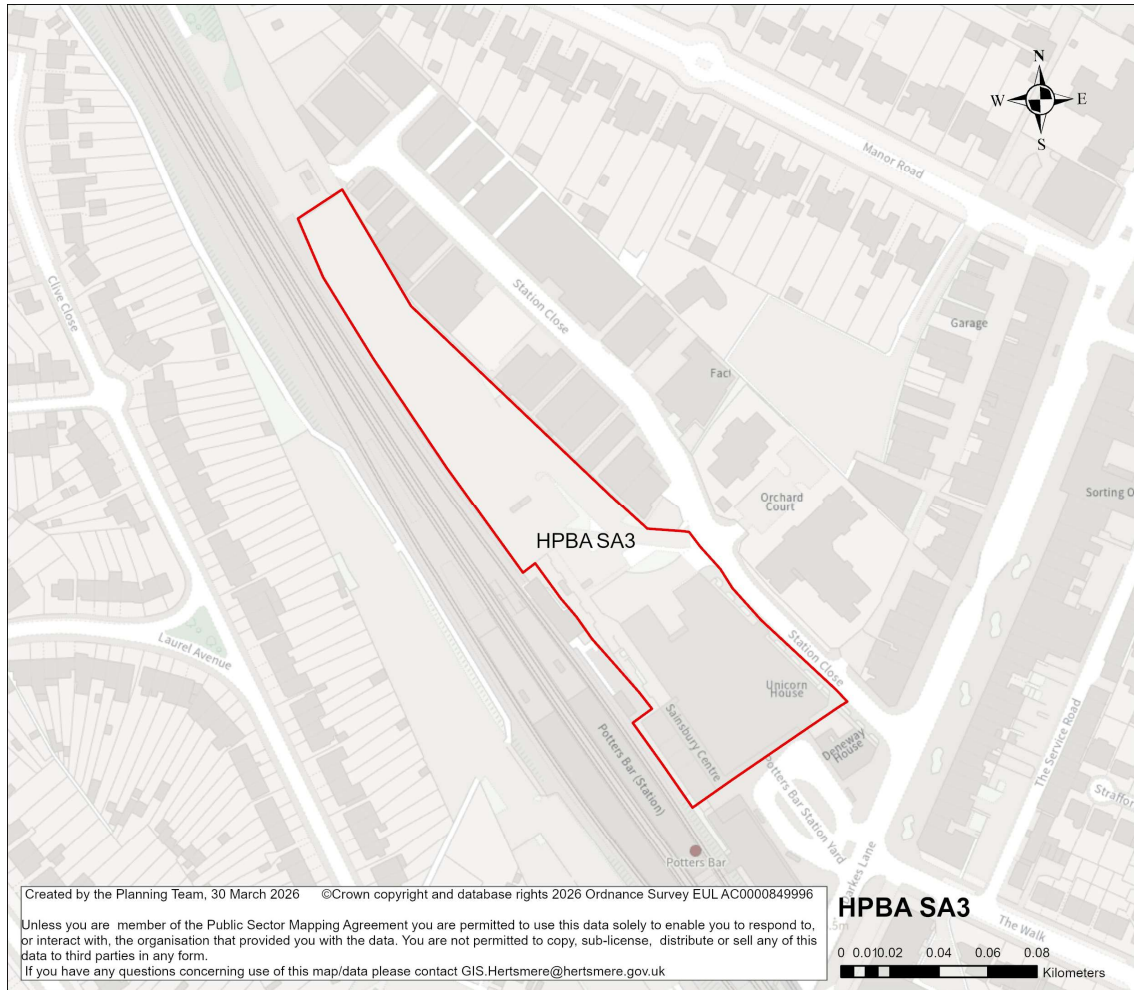 N
W E
S
Manor Road
Clive Close
Station Close
Garage
Orchard
Court
HPBA SA3
Laurel Avenue
Station Close
Unicorn
House
Sainsbury Centre
Deneway
House
The Service Road
Potters Bar (Station)
Potters Bar Station Yard
Potters Bar
The Walk
Created by the Planning Team, 30 March 2026 ©Crown copyright and database rights 2026 Ordnance Survey EUL AC0000849996
Unless you are member of the Public Sector Mapping Agreement you are permitted to use this data solely to enable you to respond to,
or interact with, the organisation that provided you with the data. You are not permitted to copy, sub-license, distribute or sell any of this
data to third parties in any form.
If you have any questions concerning use of this map/data please contact GIS.Hertsmere@hertsmere.gov.uk
HPBA SA3
0 0.01 0.02 0.04 0.06 0.08
Kilometers